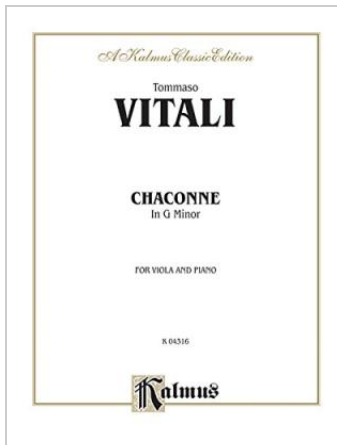 A Kalmus Classic Edition
Tommaso
VITALI
CHACONNE
In G Minor
FOR VIOLA AND PIANO
K 04316
Kalmus